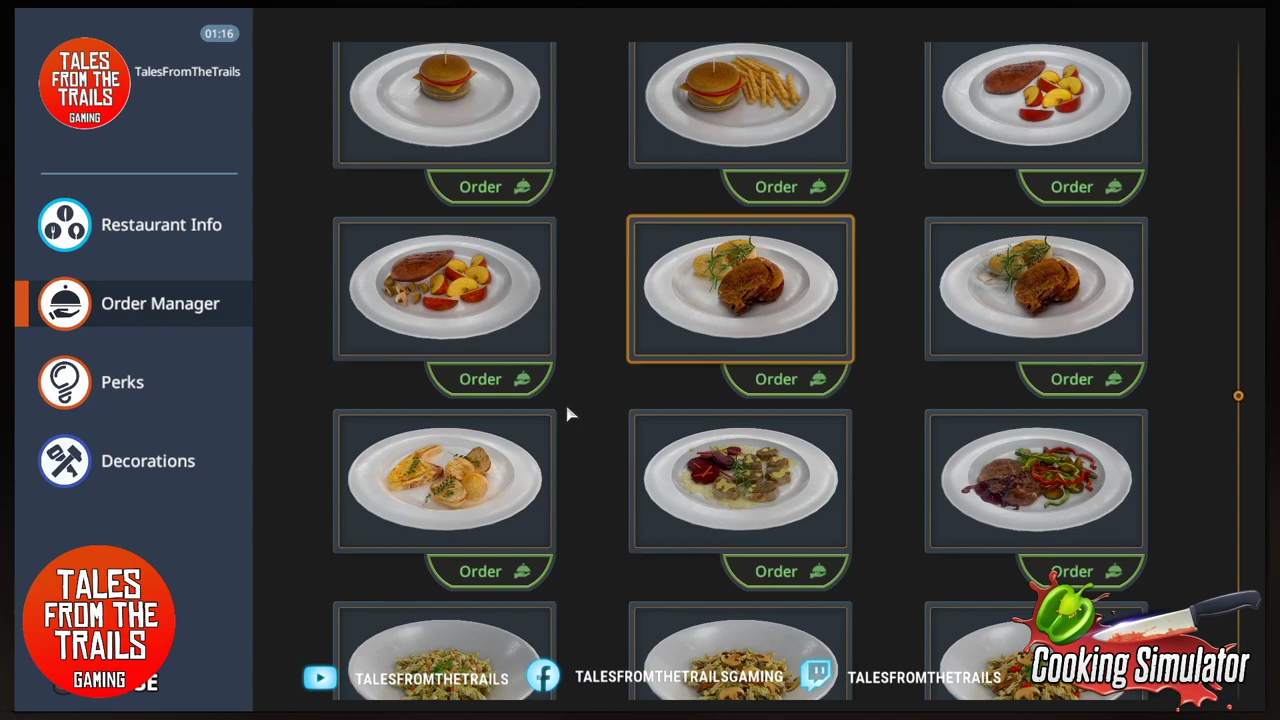 TALES
FROM THE
TRAILS
GAMING
01:16
TalesFromTheTrails
Restaurant Info
Order Manager
Perks
Decorations
Order
Order
Order
Order
Order
Order
Order
Order
Order
TALES
FROM THE
TRAILS
GAMING
TALESFROMTHETRAILS
TALESFROMTHETRAILSGAMING
TALESFROMTHETRAILS
Cooking Simulator